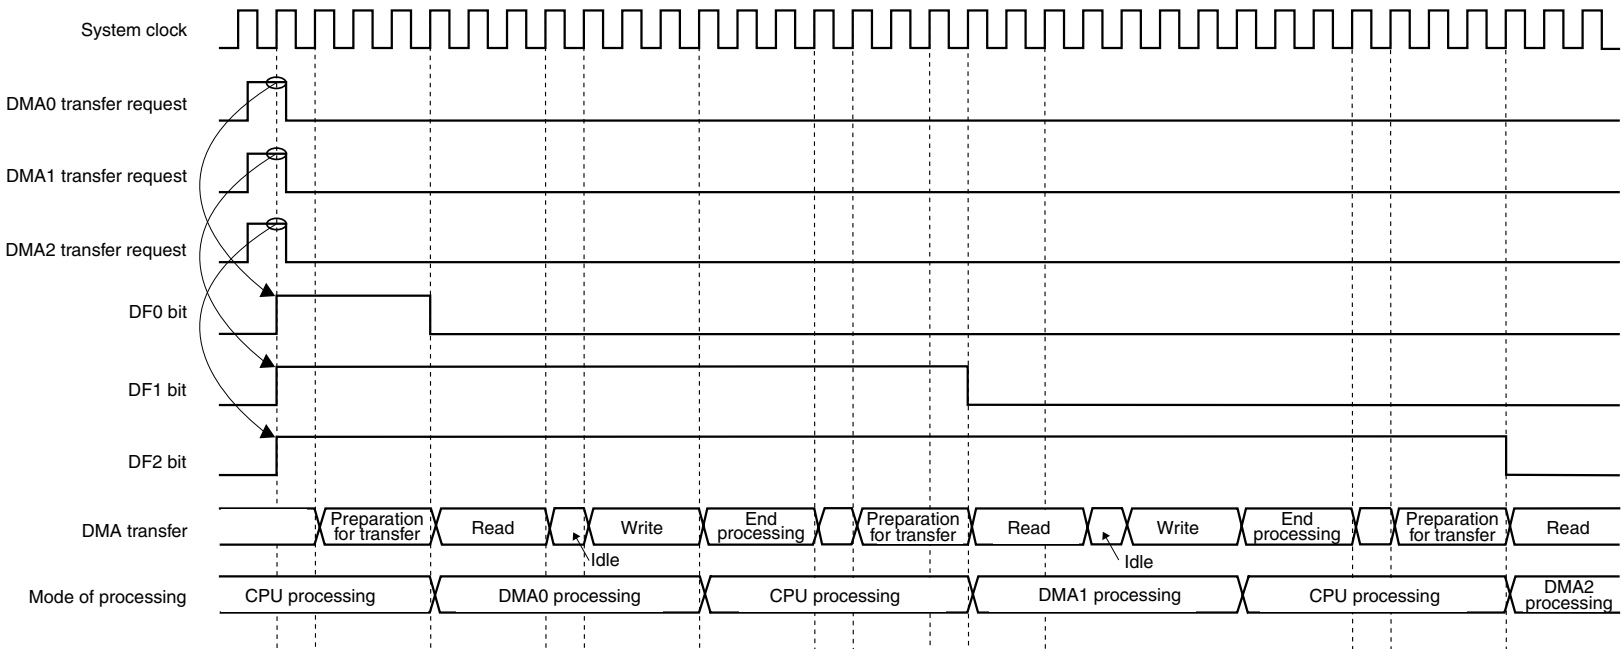 System clock
DMA0 transfer request
DMA1 transfer request
DMA2 transfer request
DF0 bit
DF1 bit
DF2 bit
DMA transfer
Preparation
for transfer
Read
Idle
Write
End
processing
Preparation
for transfer
Read
Idle
Write
End
processing
Preparation
for transfer
Read
Mode of processing
CPU processing
DMA0 processing
CPU processing
DMA1 processing
CPU processing
DMA2
processing